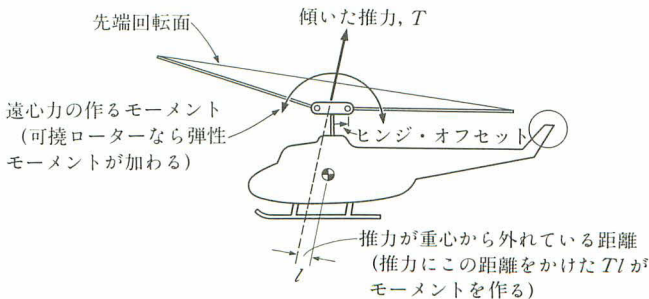 先端回転面
傾いた推力, T
遠心力の作るモーメント
(可撓ローターなら弾性
モーメントが加わる)
ヒンジ・オフセット
推力が重心から外れている距離
(推力にこの距離をかけた Tl が
モーメントを作る)
l